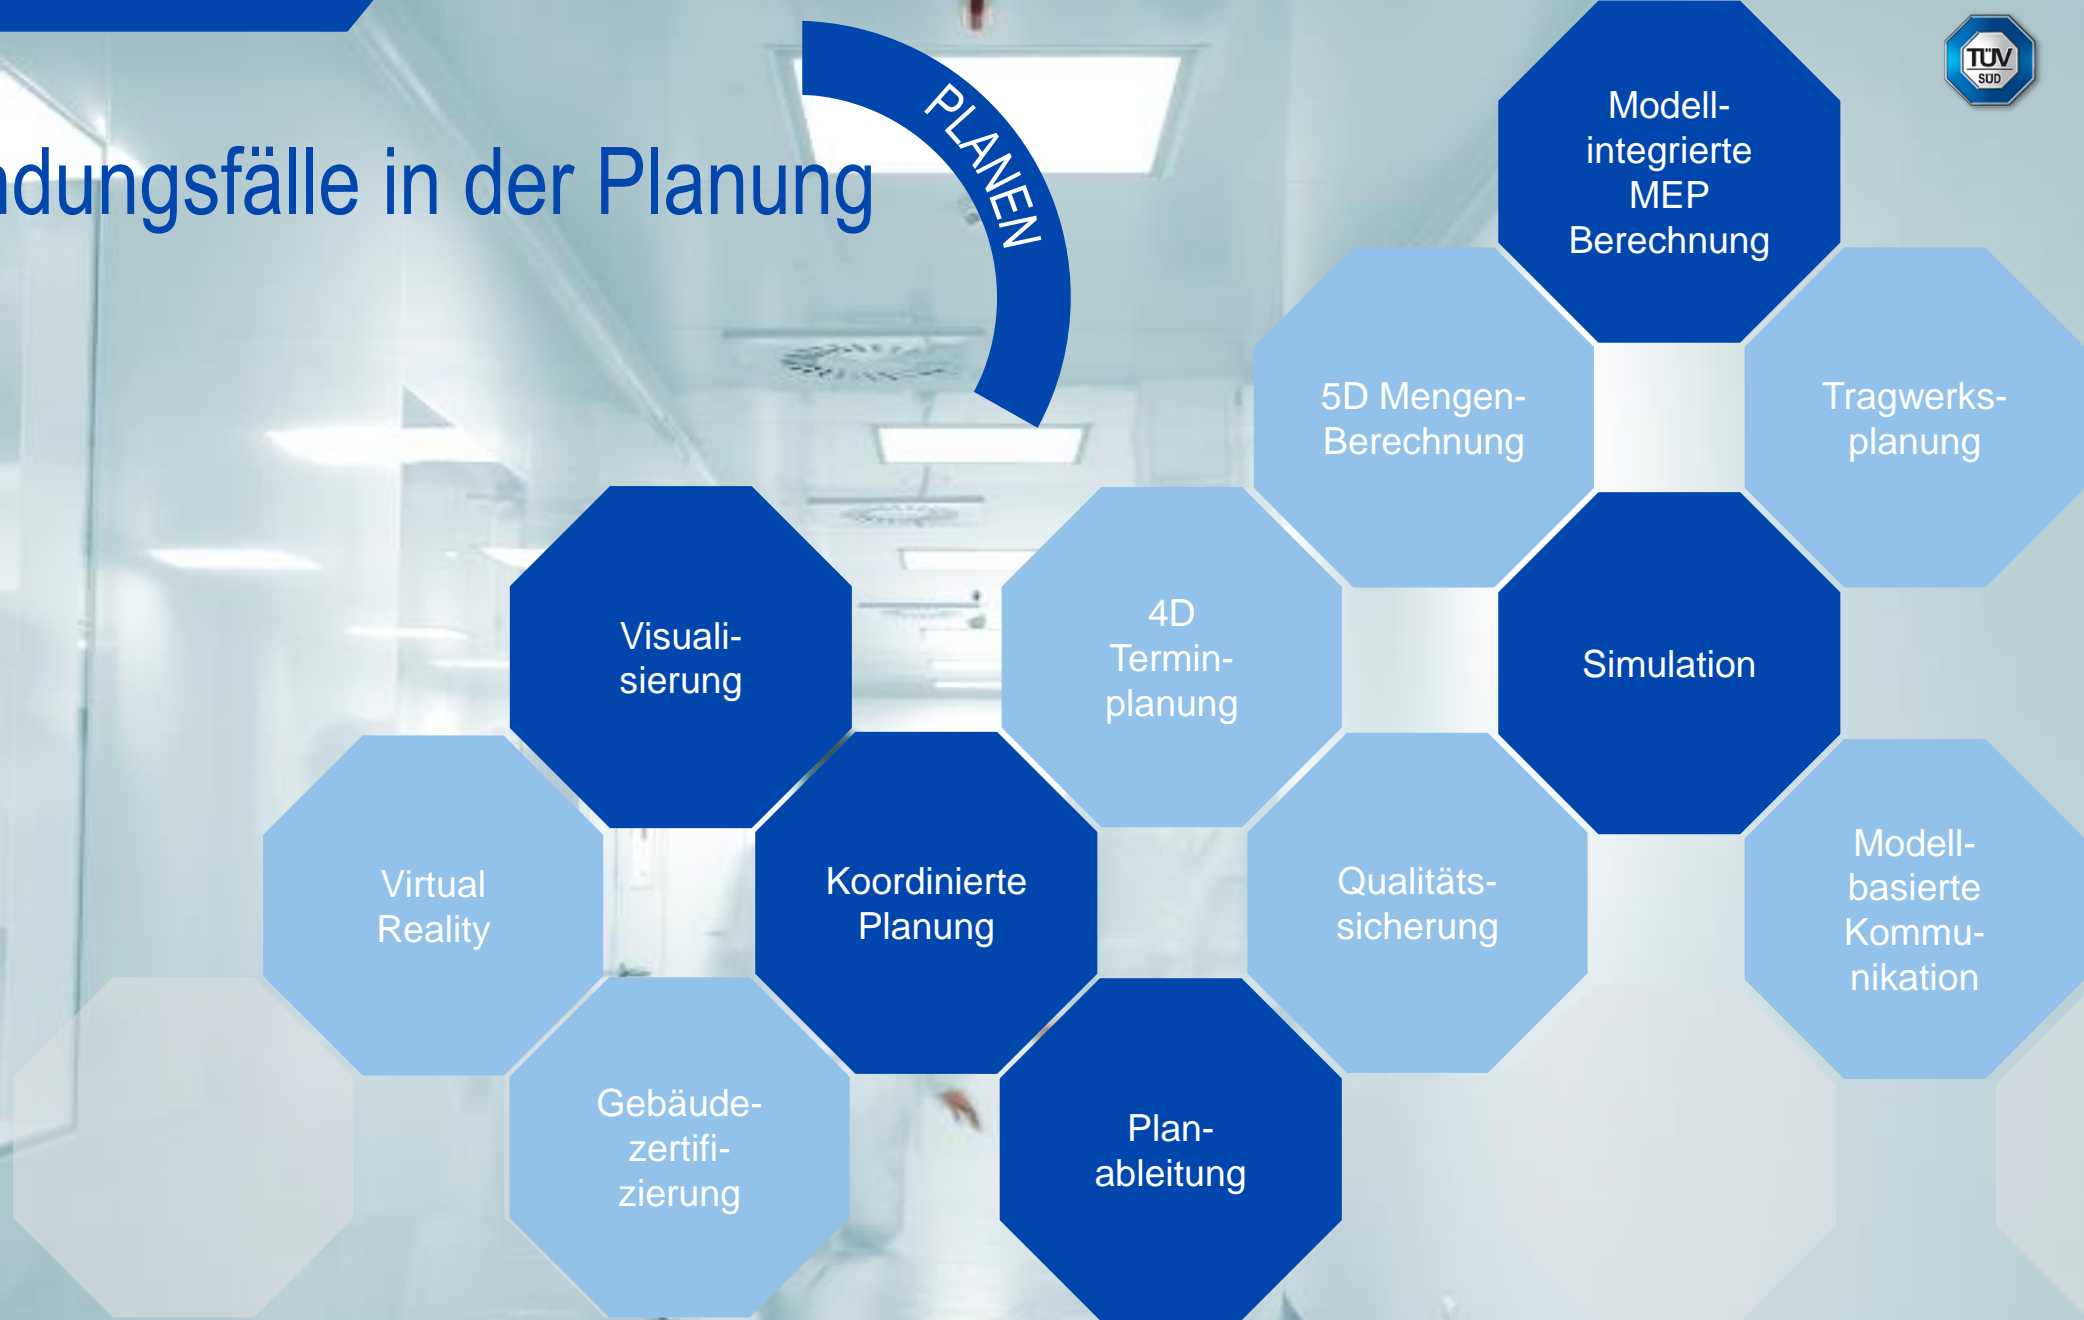 TÜV
SÜD
PLANEN
ndungsfälle in der Planung
Modell-
integrierte
MEP
Berechnung
5D Mengen-
Berechnung
Tragwerks-
planung
Visuali-
sierung
4D
Termin-
planung
Simulation
Virtual
Reality
Koordinierte
Planung
Qualitäts-
sicherung
Modell-
basierte
Kommu-
nikation
Gebäude-
zertifi-
zierung
Plan-
ableitung